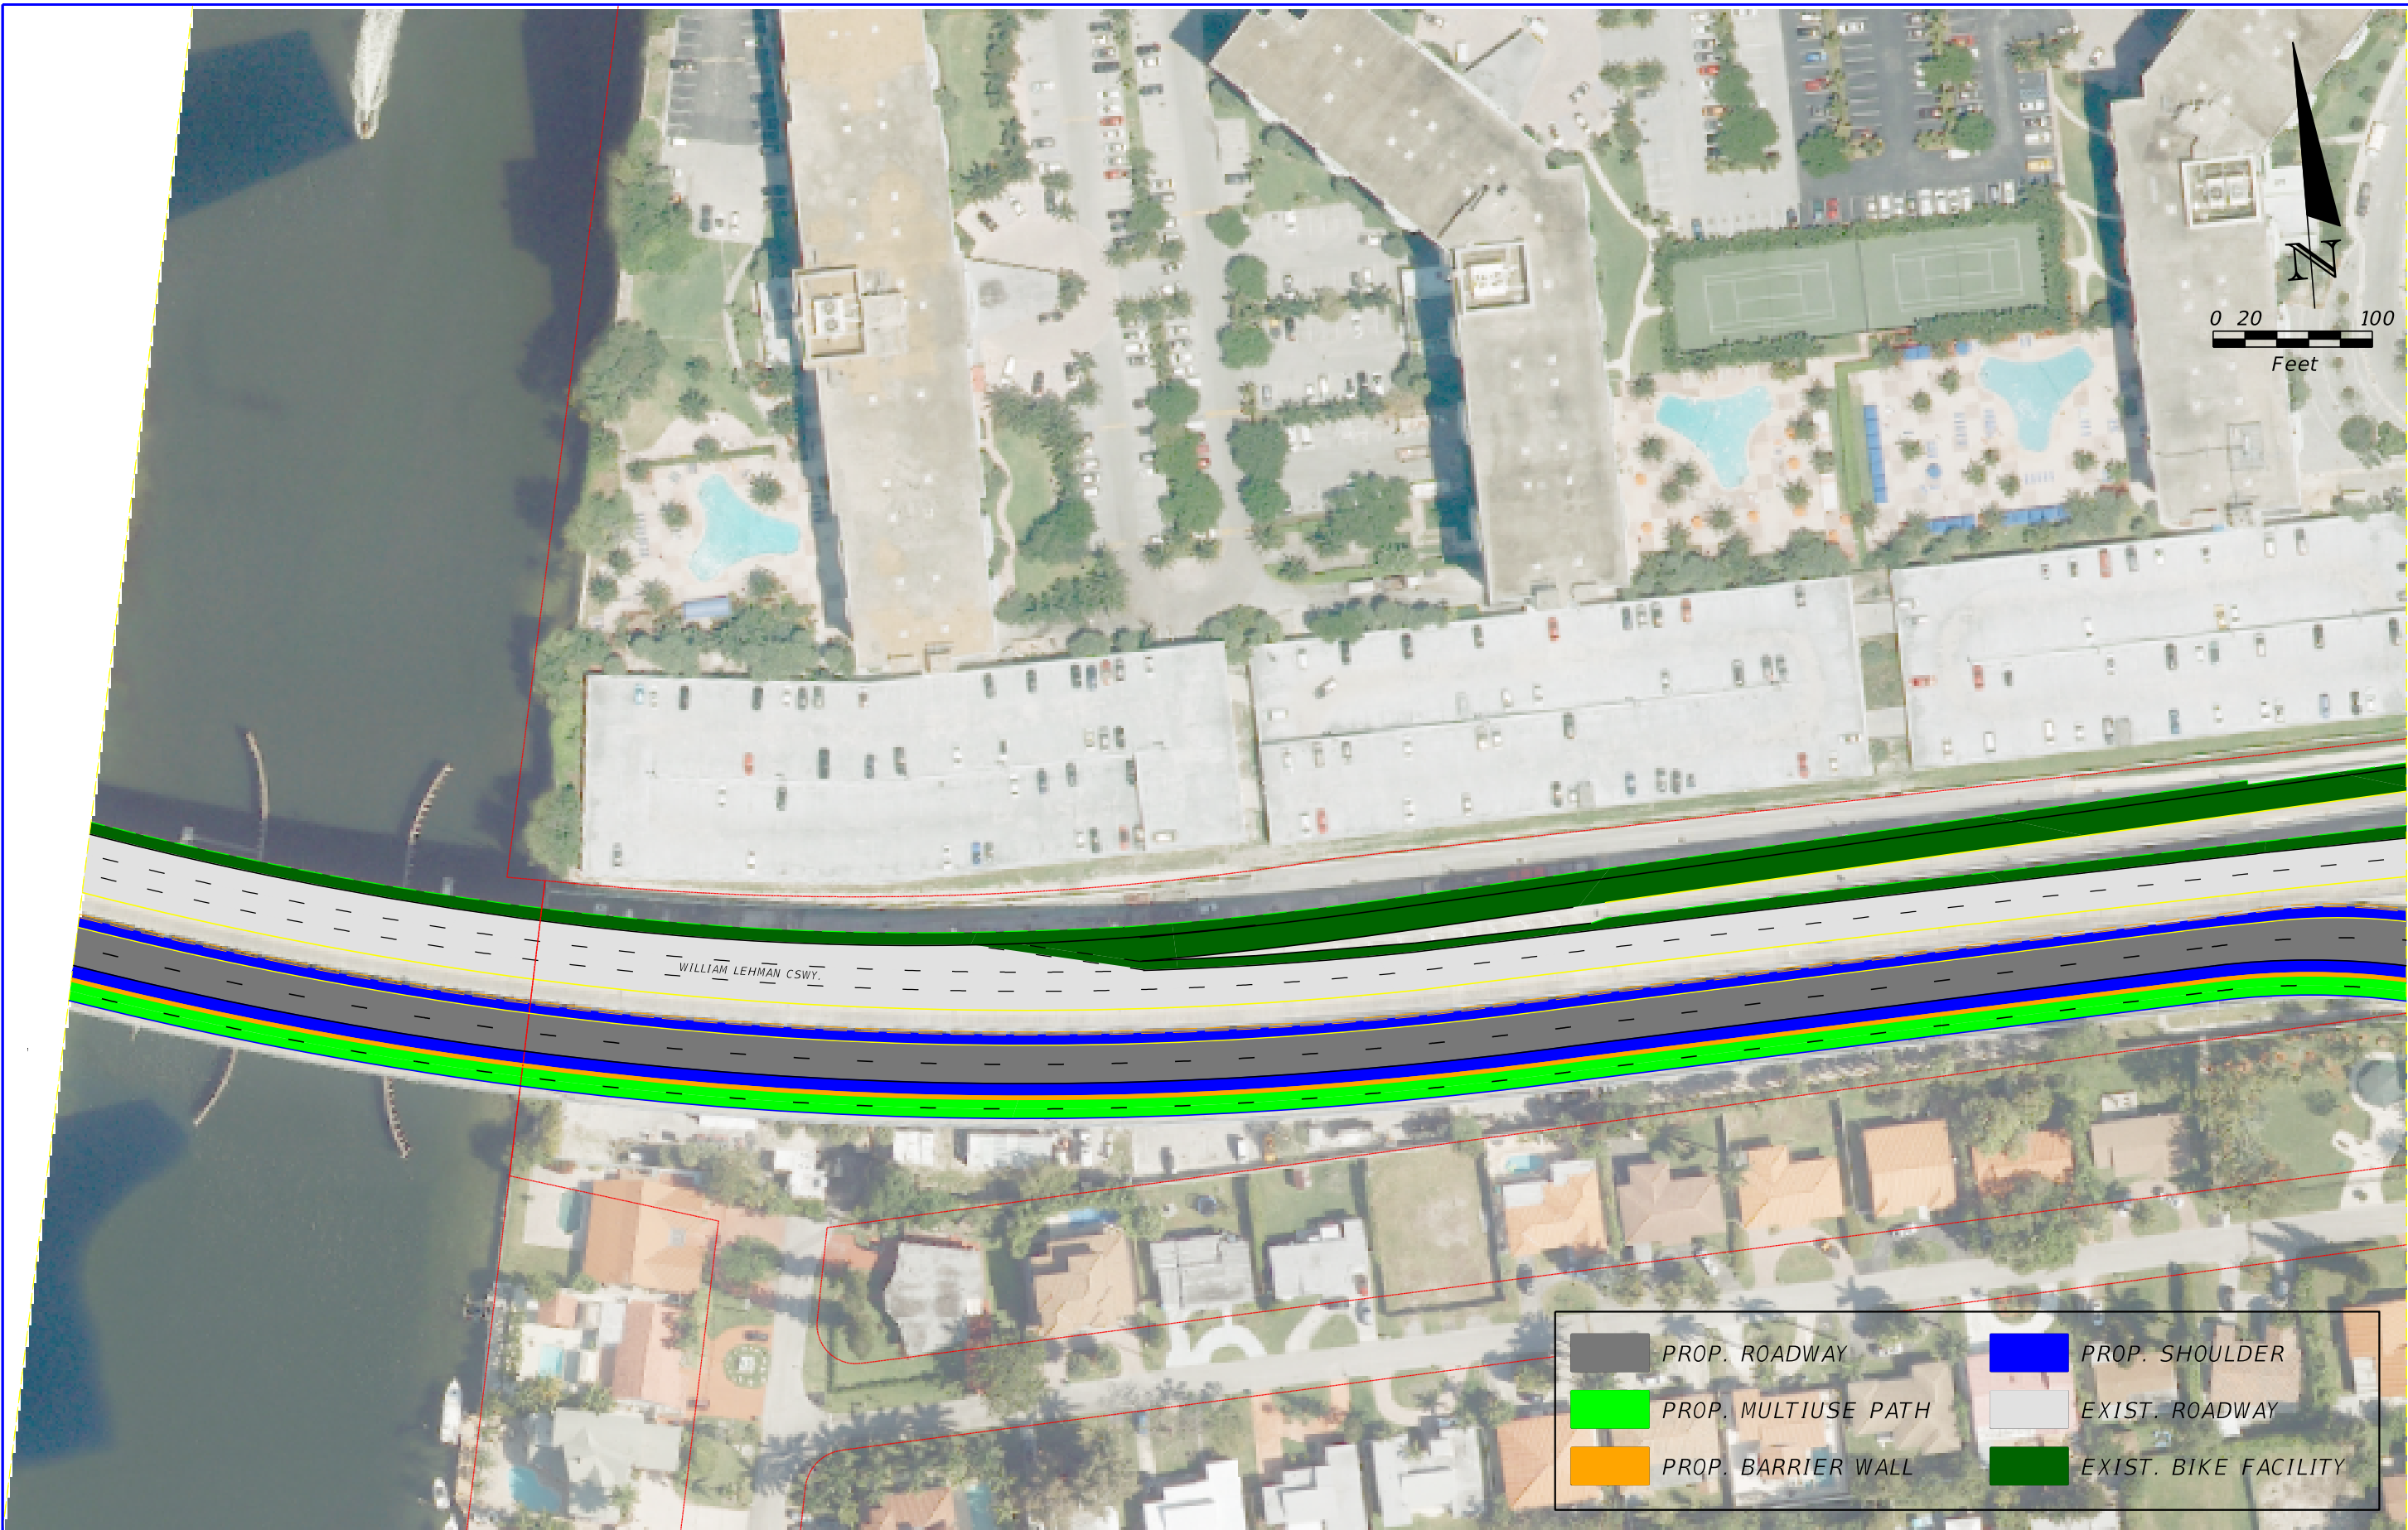 N
0 20 100
Feet
WILLIAM LEHMAN CSWY.
PROP. ROADWAY
PROP. SHOULDER
PROP. MULTIUSE PATH
EXIST. ROADWAY
PROP. BARRIER WALL
EXIST. BIKE FACILITY